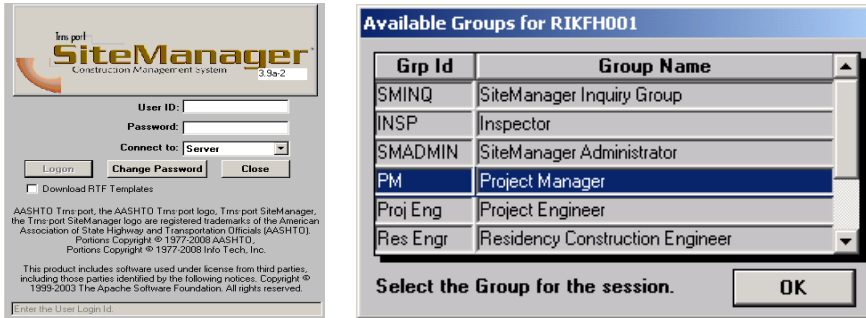 Trns·port
SiteManager
Construction Management System
3.9a-2
User ID:
Password:
Connect to: Server
Logon Change Password Close
Download RTF Templates
AASHTO Trns·port, the AASHTO Trns·port logo, Trns·port SiteManager,
the Trns·port SiteManager logo are registered trademarks of the American
Association of State Highway and Transportation Officials (AASHTO).
Portions Copyright © 1977-2008 AASHTO,
Portions Copyright © 1977-2008 Info Tech, Inc.
This product includes software used under license from third parties,
including those parties identified by the following notices. Copyright ©
1999-2003 The Apache Software Foundation. All rights reserved.
Enter the User Login Id.
Available Groups for RIKFH001
Grp Id Group Name
SMINQ SiteManager Inquiry Group
INSP Inspector
SMADMIN SiteManager Administrator
PM Project Manager
Proj Eng Project Engineer
Res Engr Residency Construction Engineer
Select the Group for the session. OK